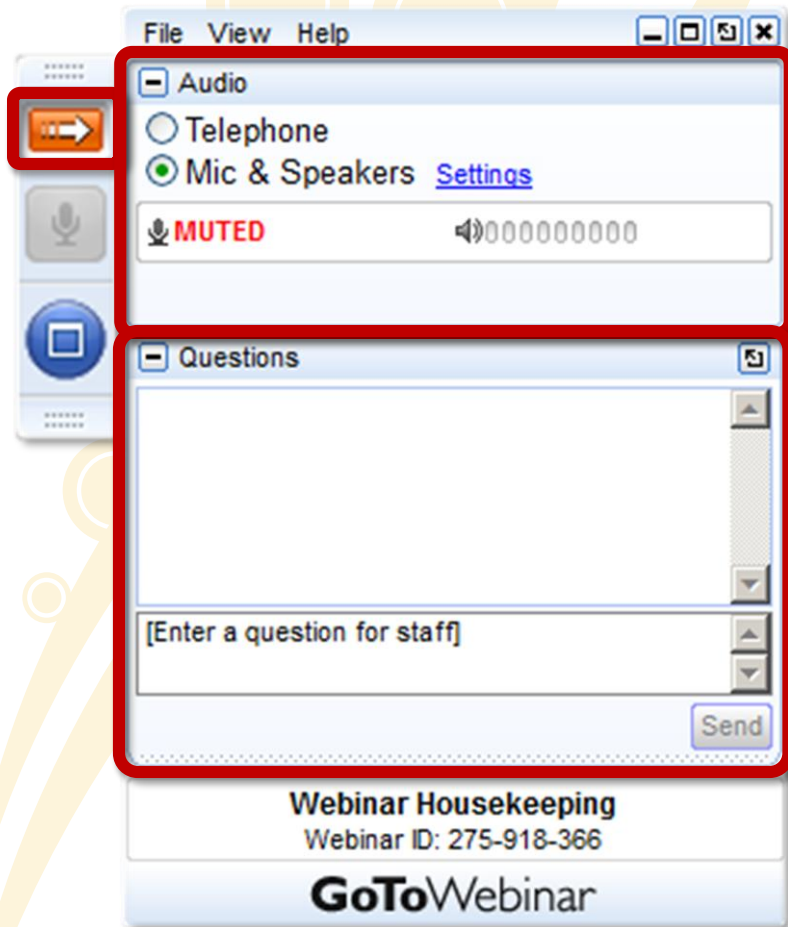 File View Help
Audio
Telephone
Mic & Speakers Settings
MUTED
Questions
[Enter a question for staff]
Send
Webinar Housekeeping
Webinar ID: 275-918-366
GoToWebinar